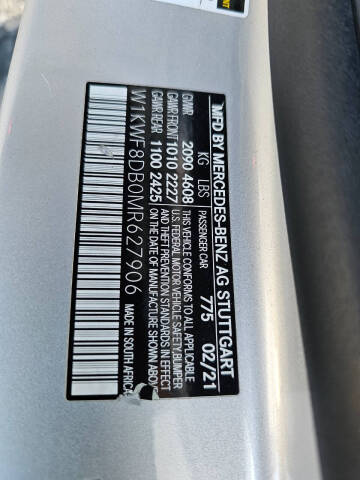 MFD BY MERCEDES-BENZ AG STUTTGART
KG LBS PASSENGER CAR 775 02/21
GVWR 2090 4608
GAWR FRONT 1010 2227
GAWR REAR 1100 2425
THIS VEHICLE CONFORMS TO ALL APPLICABLE
U.S. FEDERAL MOTOR VEHICLE SAFETY, BUMPER
AND THEFT PREVENTION STANDARDS IN EFFECT
ON THE DATE OF MANUFACTURE SHOWN ABOVE
W1KWF8DB0MR627906
MADE IN SOUTH AFRICA